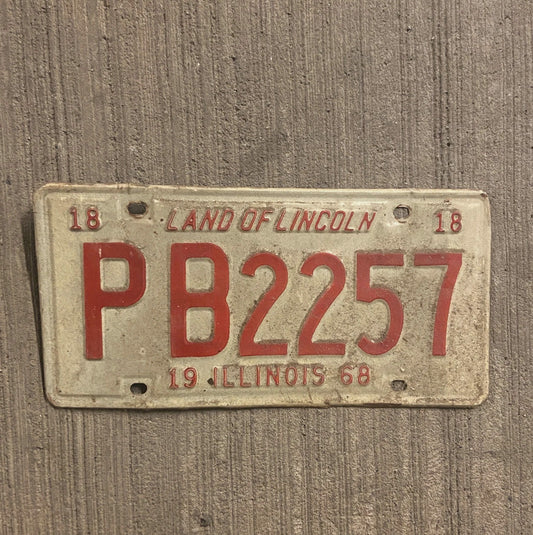 18 LAND OF LINCOLN 18
PB2257
19 ILLINOIS 68